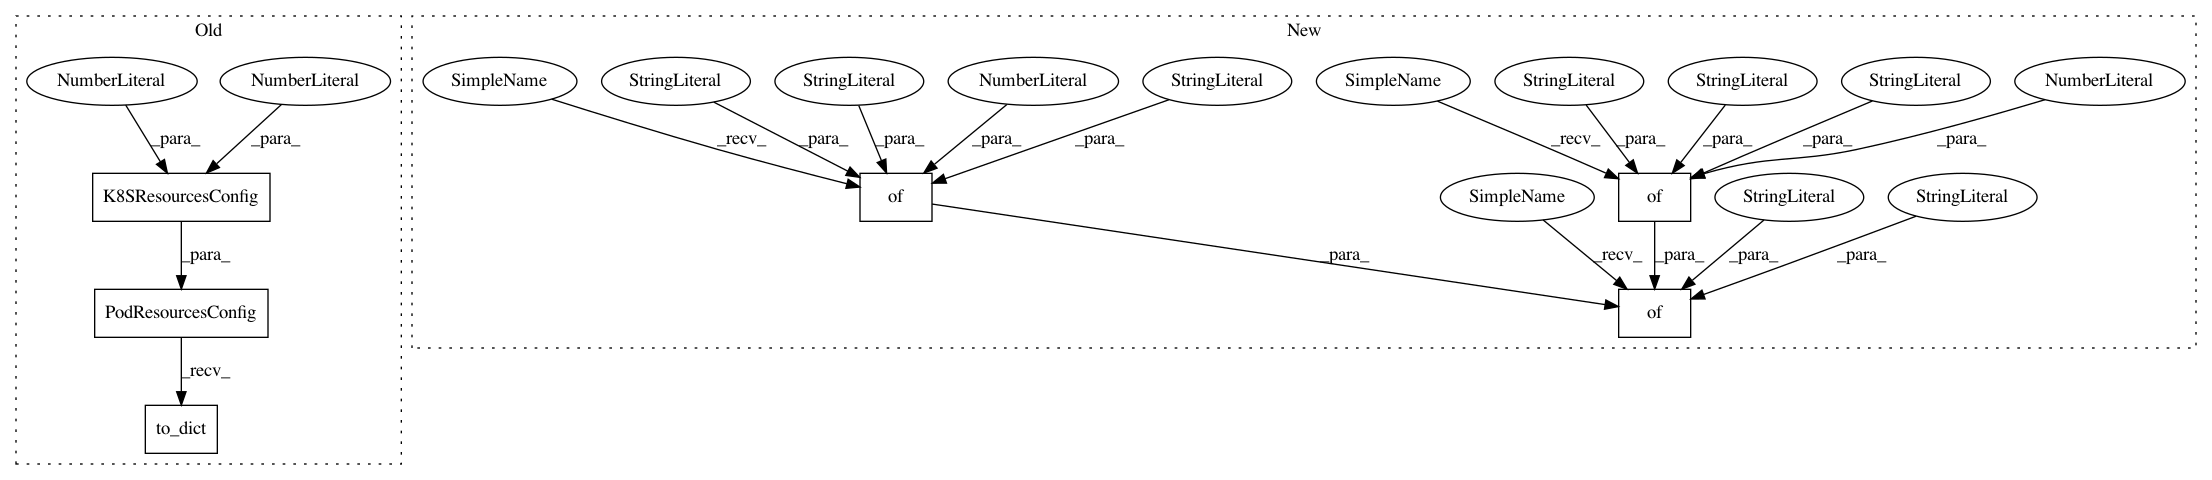 Old
New
NumberLiteral
NumberLiteral
SimpleName
StringLiteral
StringLiteral
NumberLiteral
StringLiteral
SimpleName
StringLiteral
StringLiteral
StringLiteral
NumberLiteral
_para_
_para_
_recv_
_para_
_para_
_para_
_para_
_recv_
_para_
_para_
_para_
_para_
K8SResourcesConfig
of
SimpleName
of
StringLiteral
StringLiteral
_para_
_para_
_recv_
_para_
_para_
_para_
PodResourcesConfig
of
_recv_
to_dict